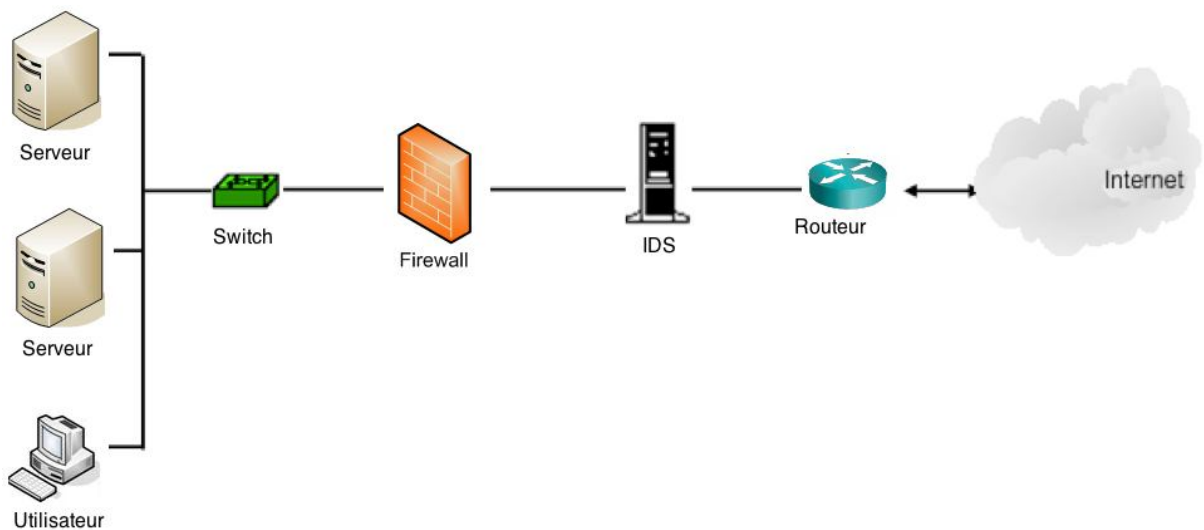 Serveur
Switch
Firewall
IDS
Routeur
Internet
Serveur
Utilisateur